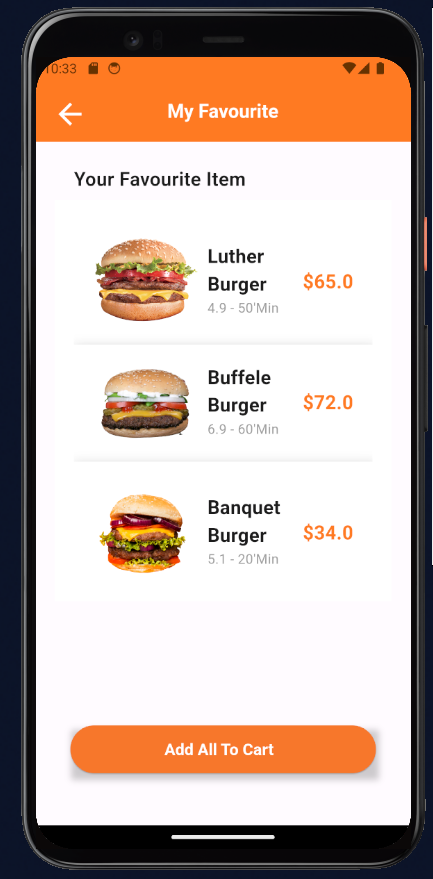 10:33
My Favourite
Your Favourite Item
Luther
Burger
$65.0
4.9 - 50'Min
Buffele
Burger
$72.0
6.9 - 60'Min
Banquet
Burger
$34.0
5.1 - 20'Min
Add All To Cart